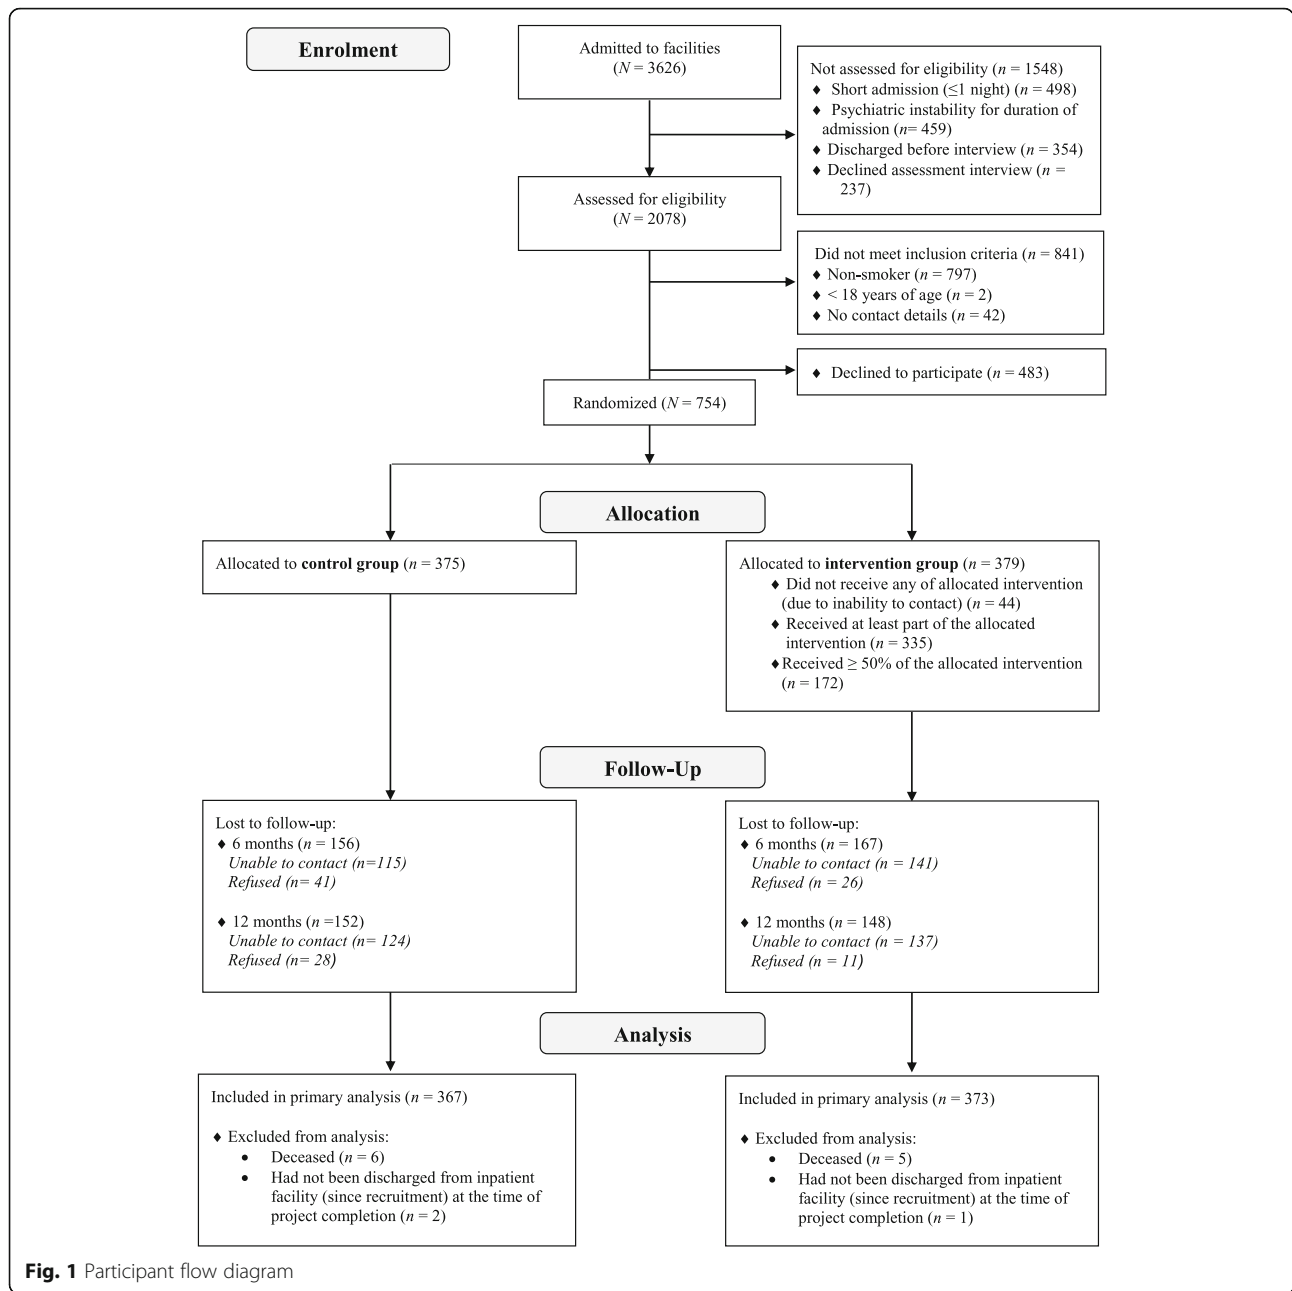 Enrolment
Admitted to facilities
(N = 3626)
Not assessed for eligibility (n = 1548)
♦ Short admission (≤1 night) (n = 498)
♦ Psychiatric instability for duration of
admission (n= 459)
♦ Discharged before interview (n = 354)
♦ Declined assessment interview (n =
237)
Assessed for eligibility
(N = 2078)
Did not meet inclusion criteria (n = 841)
♦ Non-smoker (n = 797)
♦ < 18 years of age (n = 2)
♦ No contact details (n = 42)
♦ Declined to participate (n = 483)
Randomized (N = 754)
Allocation
Allocated to control group (n = 375)
Allocated to intervention group (n = 379)
♦ Did not receive any of allocated intervention
(due to inability to contact) (n = 44)
♦ Received at least part of the allocated
intervention (n = 335)
♦Received ≥ 50% of the allocated intervention
(n = 172)
Follow-Up
Lost to follow-up:
♦ 6 months (n = 156)
Unable to contact (n=115)
Refused (n= 41)
♦ 12 months (n =152)
Unable to contact (n= 124)
Refused (n= 28)
Lost to follow-up:
♦ 6 months (n = 167)
Unable to contact (n = 141)
Refused (n = 26)
♦ 12 months (n = 148)
Unable to contact (n = 137)
Refused (n = 11)
Analysis
Included in primary analysis (n = 367)
♦ Excluded from analysis:
• Deceased (n = 6)
• Had not been discharged from inpatient
facility (since recruitment) at the time of
project completion (n = 2)
Included in primary analysis (n = 373)
♦ Excluded from analysis:
• Deceased (n = 5)
• Had not been discharged from inpatient
facility (since recruitment) at the time of
project completion (n = 1)
Fig. 1 Participant flow diagram